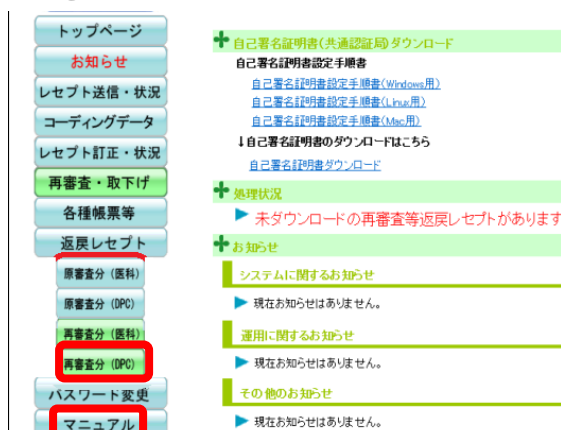 トップページ
お知らせ
レセプト送信・状況
コーディングデータ
レセプト訂正・状況
再審査・取下げ
各種帳票等
返戻レセプト
原審査分（医科）
原審査分（DPC）
再審査分（医科）
再審査分（DPC）
パスワード変更
マニュアル
自己署名証明書(共通認証局)ダウンロード
自己署名証明書設定手順書
自己署名証明書設定手順書(Windows用)
自己署名証明書設定手順書(Linux用)
自己署名証明書設定手順書(Mac用)
↓自己署名証明書のダウンロードはこちら
自己署名証明書ダウンロード
処理状況
未ダウンロードの再審査等返戻レセプトがあります
お知らせ
システムに関するお知らせ
現在お知らせはありません。
運用に関するお知らせ
現在お知らせはありません。
その他のお知らせ
現在お知らせはありません。